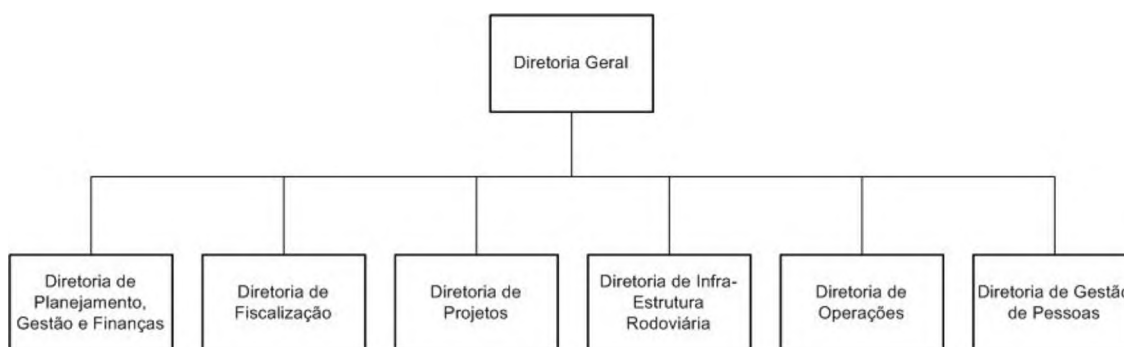 Diretoria Geral
Diretoria de
Planejamento,
Gestão e Finanças
Diretoria de
Fiscalização
Diretoria de
Projetos
Diretoria de Infra-
Estrutura
Rodoviária
Diretoria de
Operações
Diretoria de Gestão
de Pessoas